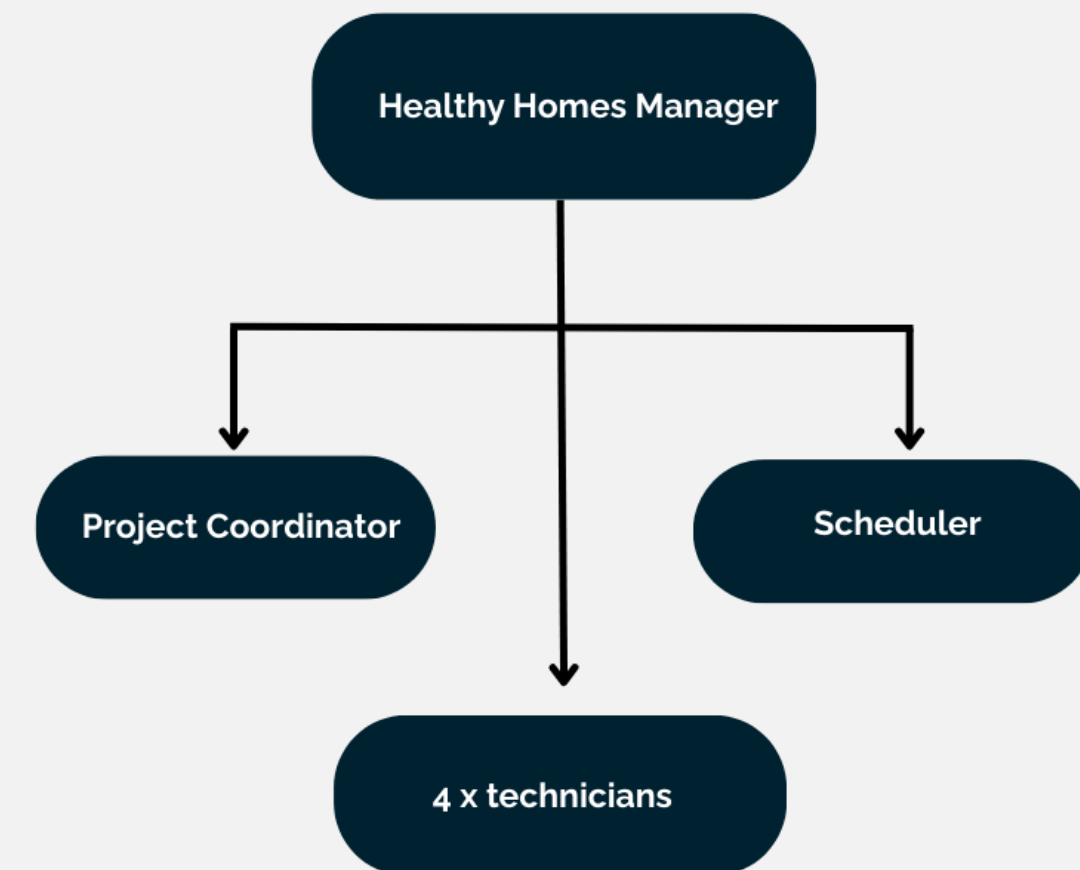 Healthy Homes Manager
Project Coordinator
Scheduler
4 x technicians